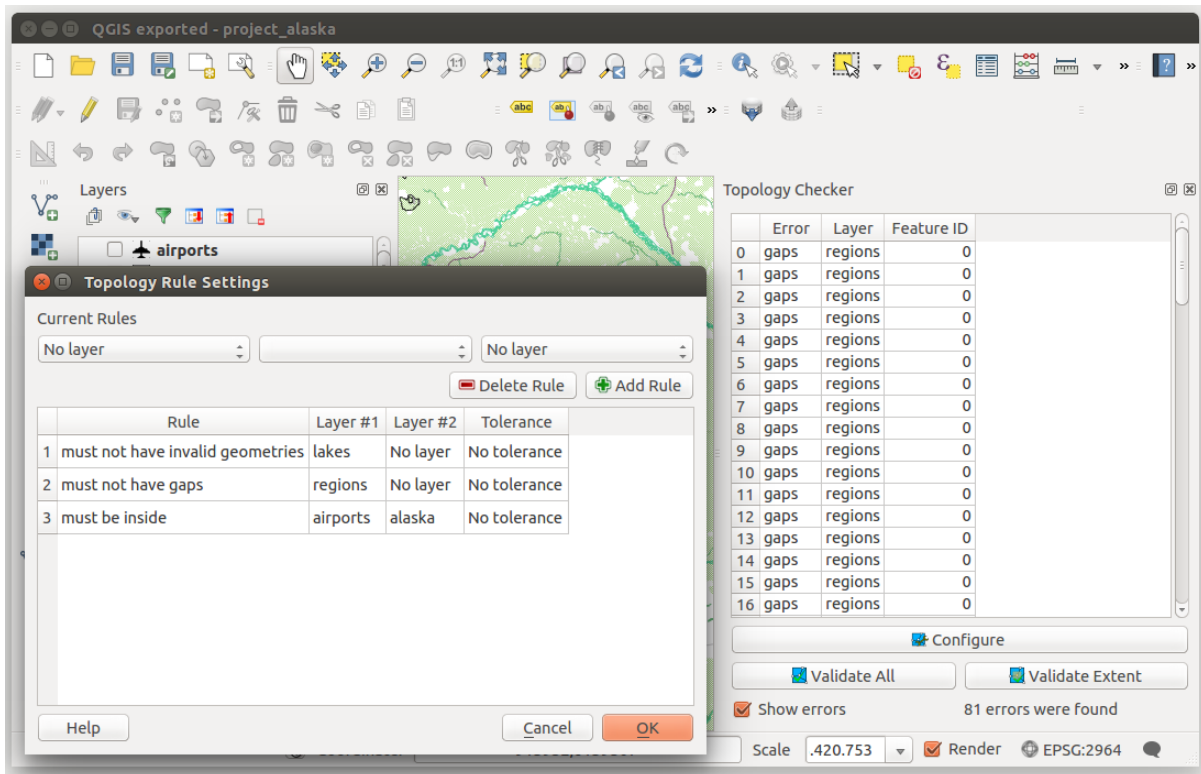 QGIS exported - project_alaska
abc
Layers
airports
Topology Checker
Error Layer Feature ID
0 gaps regions 0
1 gaps regions 0
2 gaps regions 0
3 gaps regions 0
4 gaps regions 0
5 gaps regions 0
6 gaps regions 0
7 gaps regions 0
8 gaps regions 0
9 gaps regions 0
10 gaps regions 0
11 gaps regions 0
12 gaps regions 0
13 gaps regions 0
14 gaps regions 0
15 gaps regions 0
16 gaps regions 0
Configure
Validate All Validate Extent
Show errors 81 errors were found
Topology Rule Settings
Current Rules
No layer No layer
Delete Rule Add Rule
Rule Layer #1 Layer #2 Tolerance
1 must not have invalid geometries lakes No layer No tolerance
2 must not have gaps regions No layer No tolerance
3 must be inside airports alaska No tolerance
Help Cancel OK
Scale .420.753 Render EPSG:2964